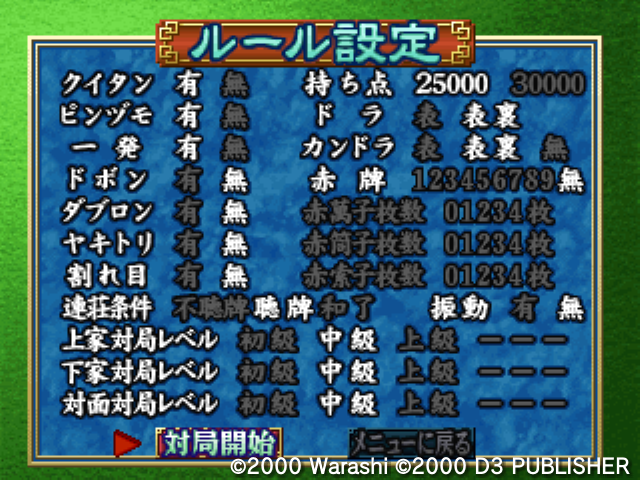 ルール設定
クイタン 有 無 持ち点 25000 30000
ピンヅモ 有 無 ドラ 表 表裏
一発 有 無 カンドラ 表 表裏 無
ドボン 有 無 赤牌 123456789無
ダブロン 有 無 赤萬子枚数 01234枚
ヤキトリ 有 無 赤筒子枚数 01234枚
割れ目 有 無 赤索子枚数 01234枚
連荘条件 不聴牌 聴牌 和了 振動 有 無
上家対局レベル 初級 中級 上級 ーーー
下家対局レベル 初級 中級 上級 ーーー
対面対局レベル 初級 中級 上級 ーーー
対局開始 メニューに戻る
©2000 Warashi ©2000 D3 PUBLISHER